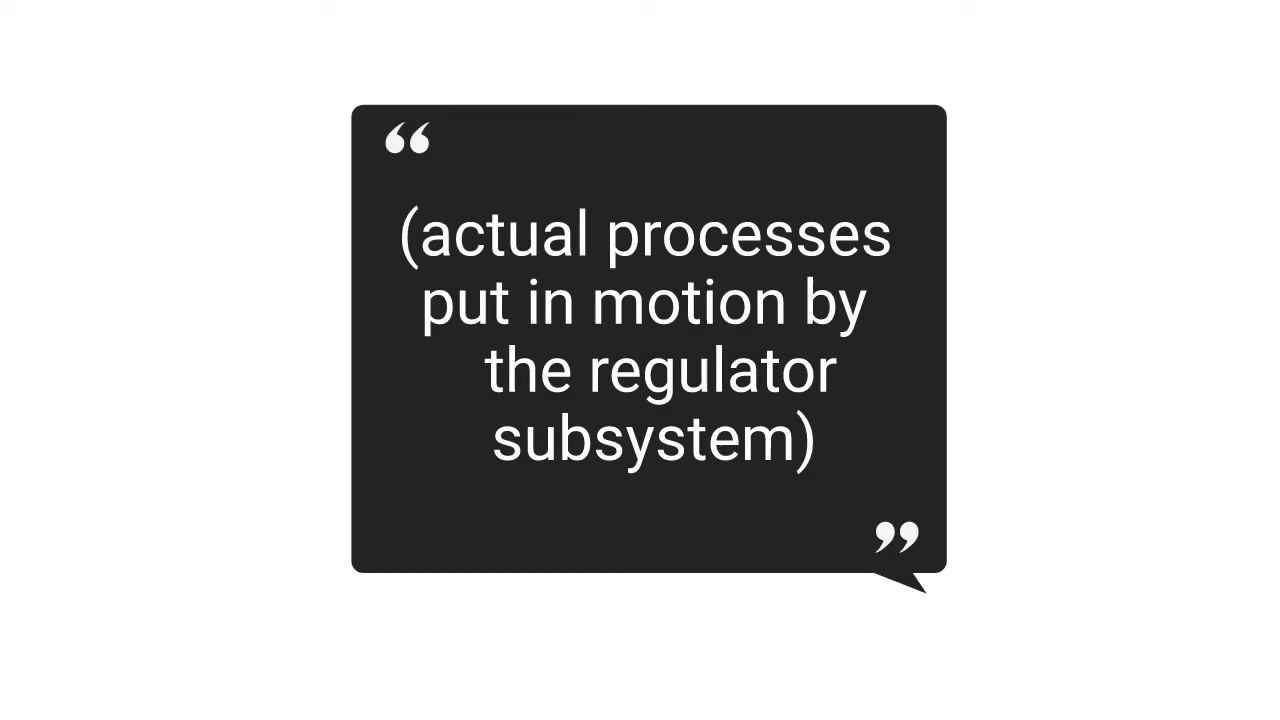 “
(actual processes
put in motion by
the regulator
subsystem)
”